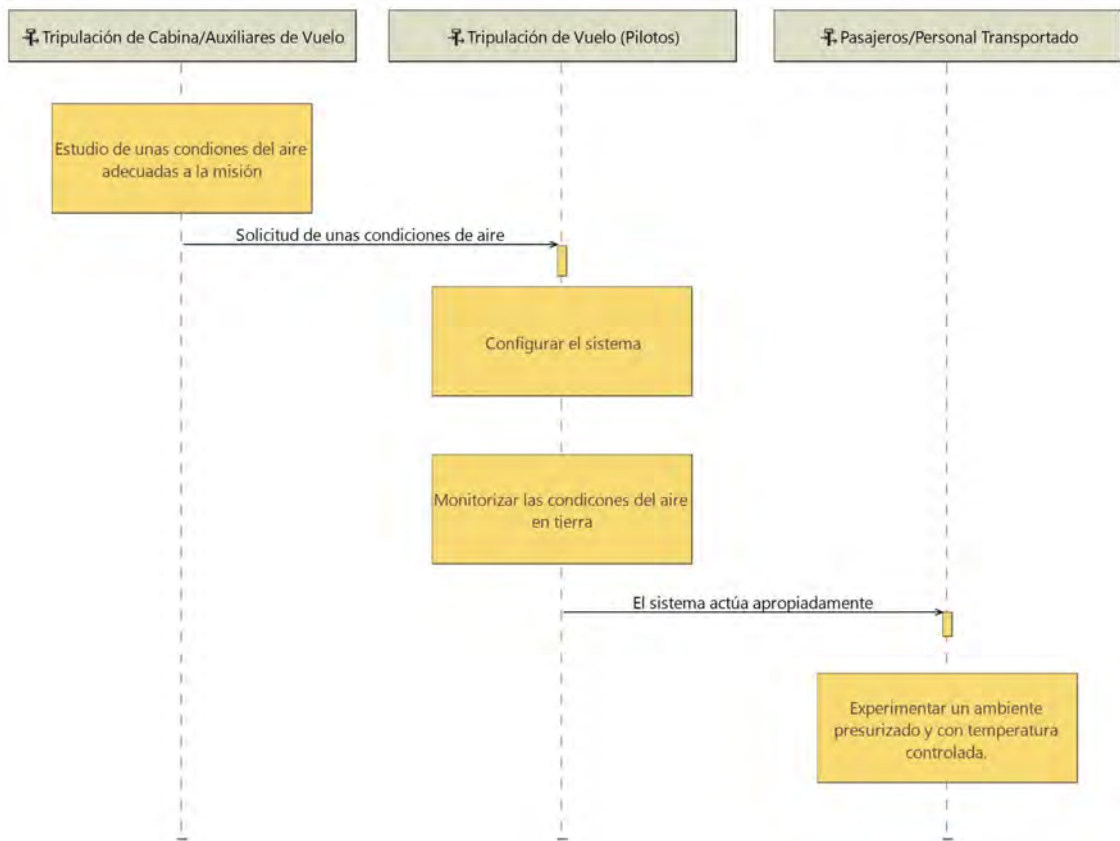 Tripulación de Cabina/Auxiliares de Vuelo
Tripulación de Vuelo (Pilotos)
Pasajeros/Personal Transportado
Estudio de unas condiones del aire
adecuadas a la misión
Solicitud de unas condiciones de aire
Configurar el sistema
Monitorizar las condicones del aire
en tierra
El sistema actúa apropiadamente
Experimentar un ambiente
presurizado y con temperatura
controlada.